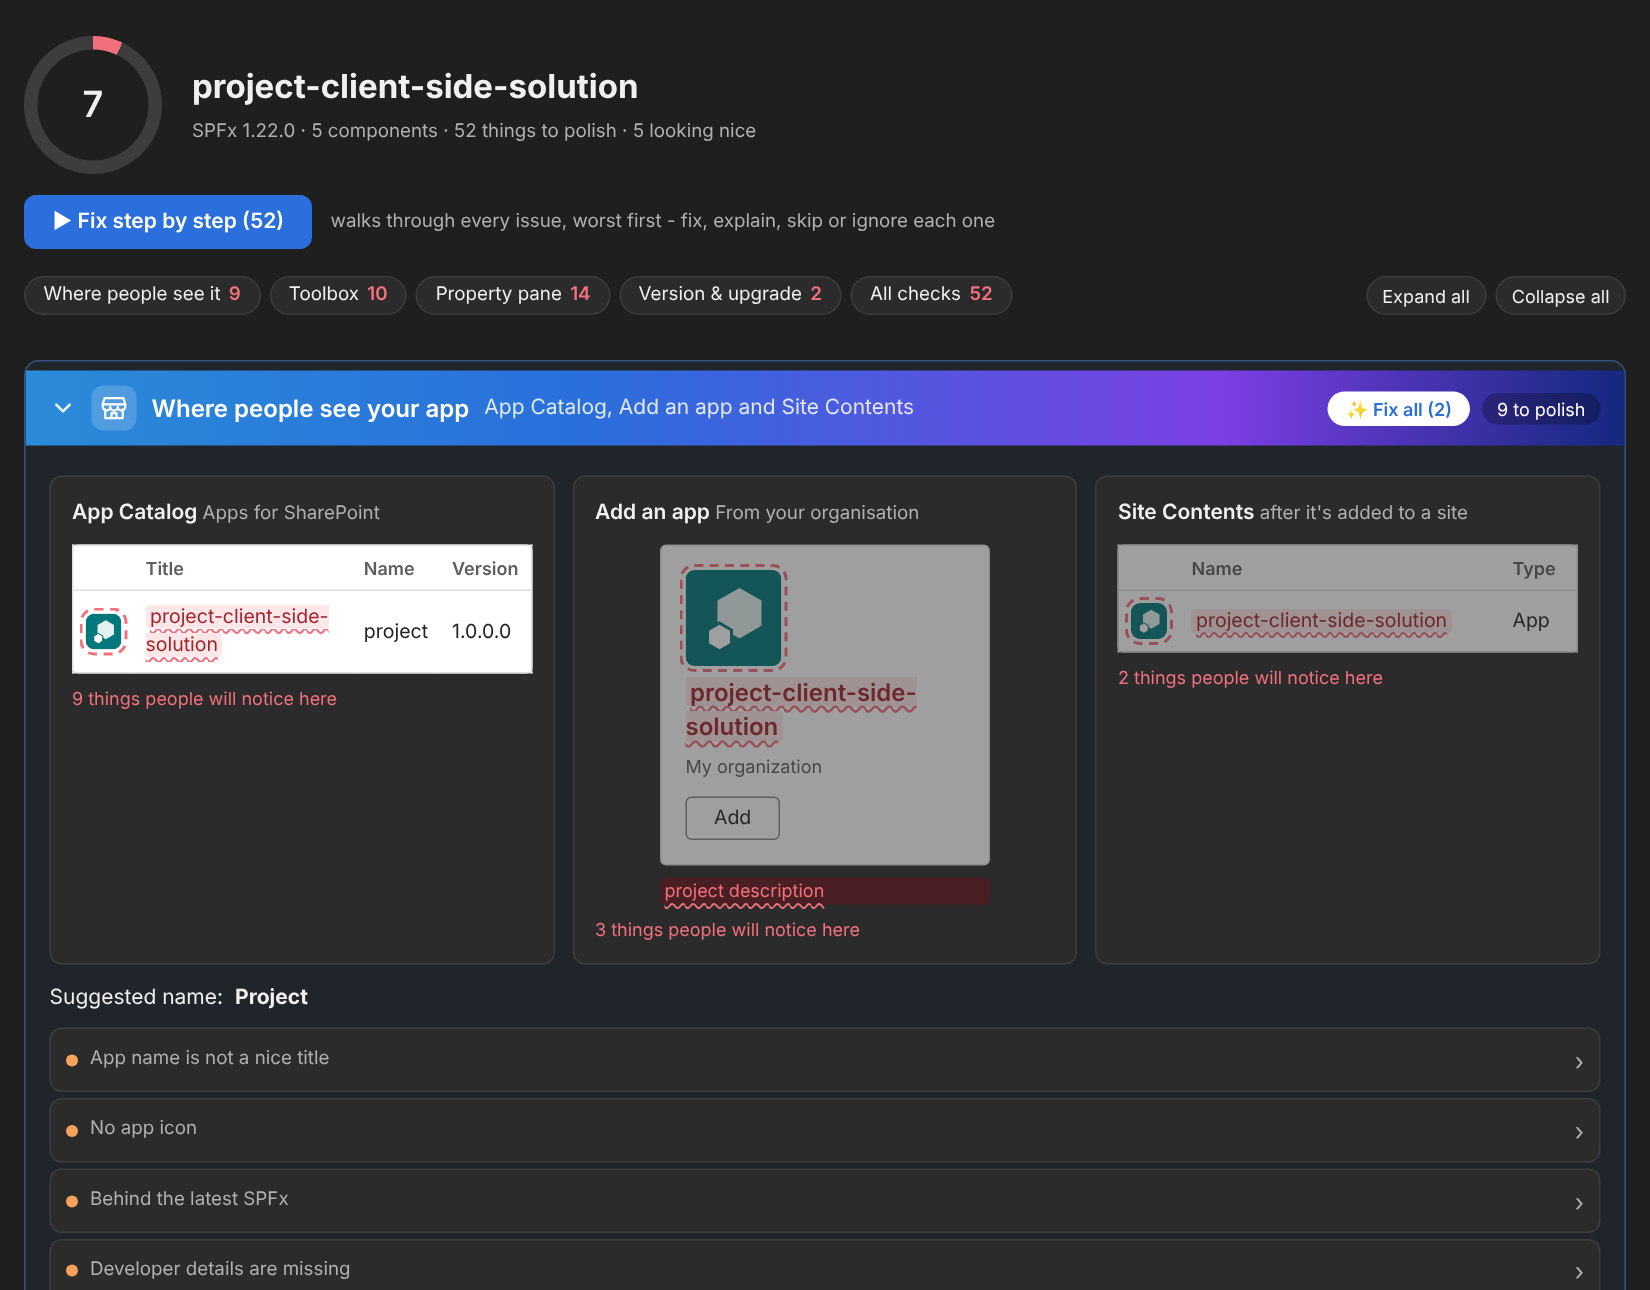 7
project-client-side-solution
SPFx 1.22.0 · 5 components · 52 things to polish · 5 looking nice
▶ Fix step by step (52)
walks through every issue, worst first - fix, explain, skip or ignore each one
Where people see it 9
Toolbox 10
Property pane 14
Version & upgrade 2
All checks 52
Expand all
Collapse all
Where people see your app App Catalog, Add an app and Site Contents
✨ Fix all (2)
9 to polish
App Catalog Apps for SharePoint
Title Name Version
project-client-side-
solution
project 1.0.0.0
9 things people will notice here
Add an app From your organisation
project-client-side-
solution
My organization
Add
project description
3 things people will notice here
Site Contents after it's added to a site
Name Type
project-client-side-solution App
2 things people will notice here
Suggested name: Project
App name is not a nice title
No app icon
Behind the latest SPFx
Developer details are missing